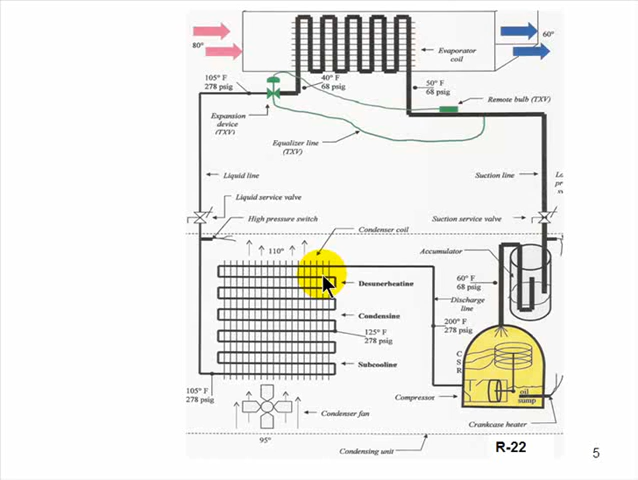 80°
60°
Evaporator
coil
105° F
278 psig
40° F
68 psig
50° F
68 psig
Remote bulb (TXV)
Expansion
device
(TXV)
Equalizer line
(TXV)
Liquid line
Suction line
Liquid service valve
High pressure switch
Suction service valve
Condenser coil
110°
Accumulator
60° F
68 psig
Discharge
line
200° F
278 psig
125° F
278 psig
Condensing
105° F
278 psig
C
S
R
Compressor
oil
sump
Condenser fan
Crankcase heater
95°
Condensing unit
R-22
5